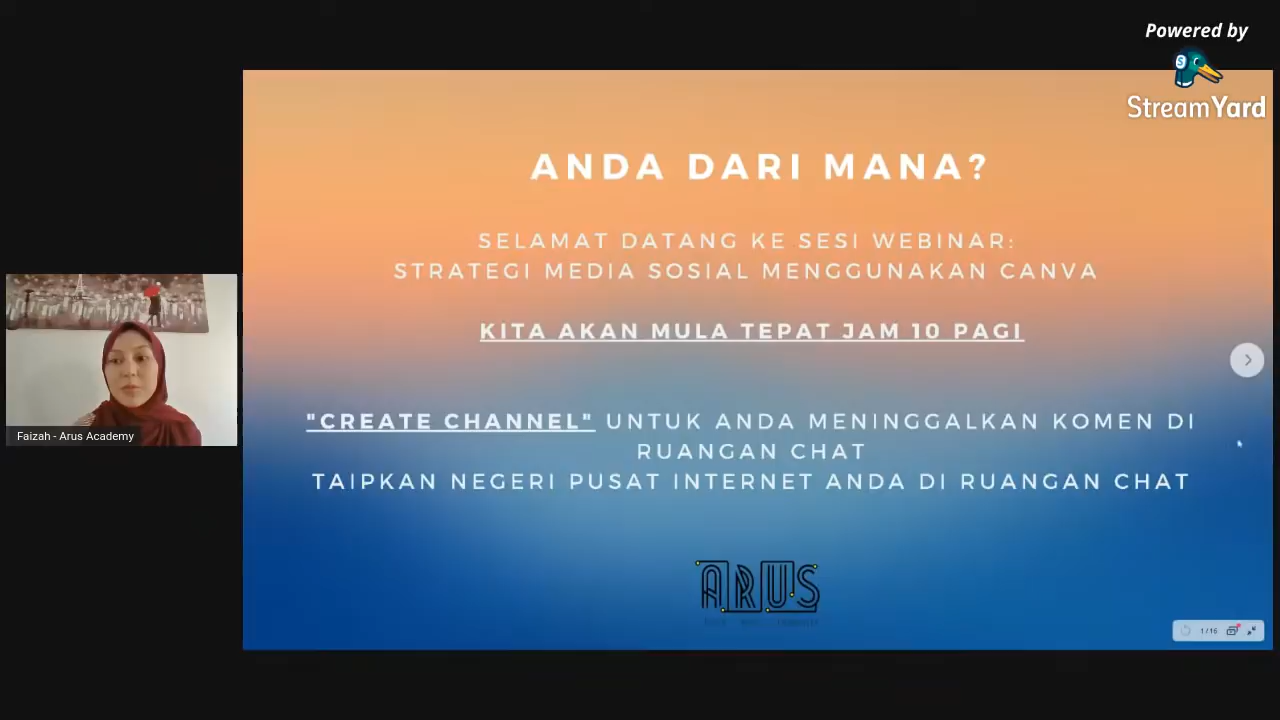 Powered by
StreamYard
ANDA DARI MANA?
SELAMAT DATANG KE SESI WEBINAR:
STRATEGI MEDIA SOSIAL MENGGUNAKAN CANVA
KITA AKAN MULA TEPAT JAM 10 PAGI
"CREATE CHANNEL" UNTUK ANDA MENINGGALKAN KOMEN DI
RUANGAN CHAT
TAIPKAN NEGERI PUSAT INTERNET ANDA DI RUANGAN CHAT
Faizah - Arus Academy
ARUS
1/16